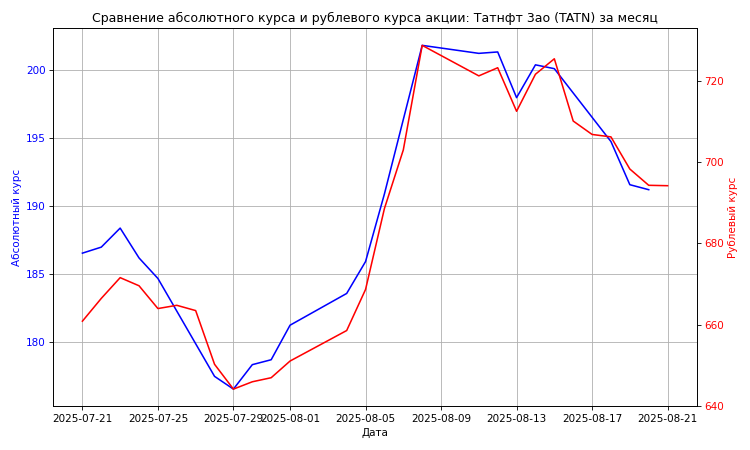 Сравнение абсолютного курса и рублевого курса акции: Татнфт 3ао (TATN) за месяц
Абсолютный курс
200
195
190
185
180
Рублевый курс
720
700
680
660
640
2025-07-21 2025-07-25 2025-07-29 2025-08-01 2025-08-05 2025-08-09 2025-08-13 2025-08-17 2025-08-21
Дата